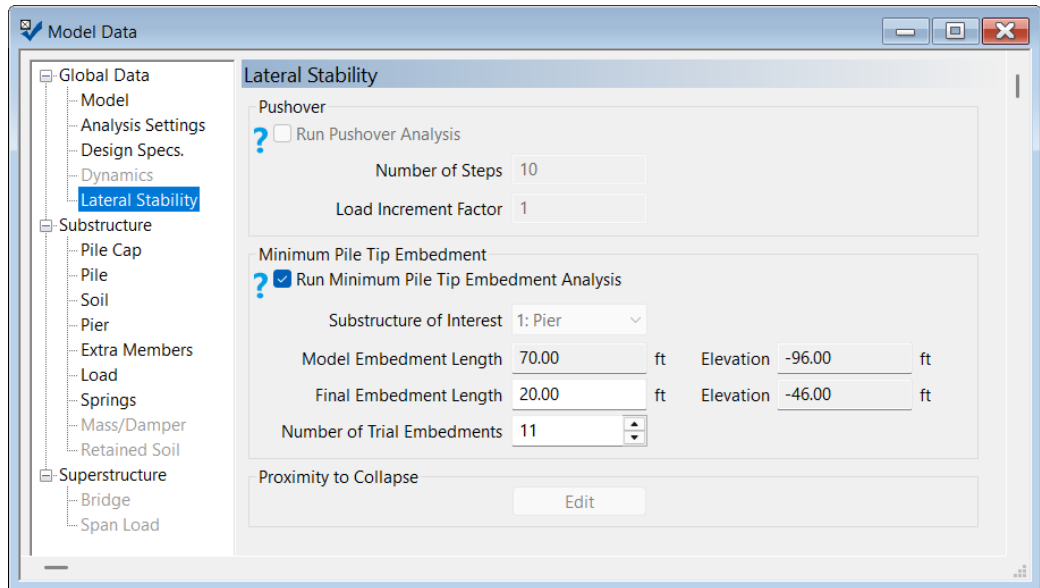 Model Data
Global Data
Model
Analysis Settings
Design Specs.
Dynamics
Lateral Stability
Substructure
Pile Cap
Pile
Soil
Pier
Extra Members
Load
Springs
Mass/Damper
Retained Soil
Superstructure
Bridge
Span Load
Lateral Stability
Pushover
? Run Pushover Analysis
Number of Steps 10
Load Increment Factor 1
Minimum Pile Tip Embedment
? Run Minimum Pile Tip Embedment Analysis
Substructure of Interest 1: Pier
Model Embedment Length 70.00 ft Elevation -96.00 ft
Final Embedment Length 20.00 ft Elevation -46.00 ft
Number of Trial Embedments 11
Proximity to Collapse
Edit